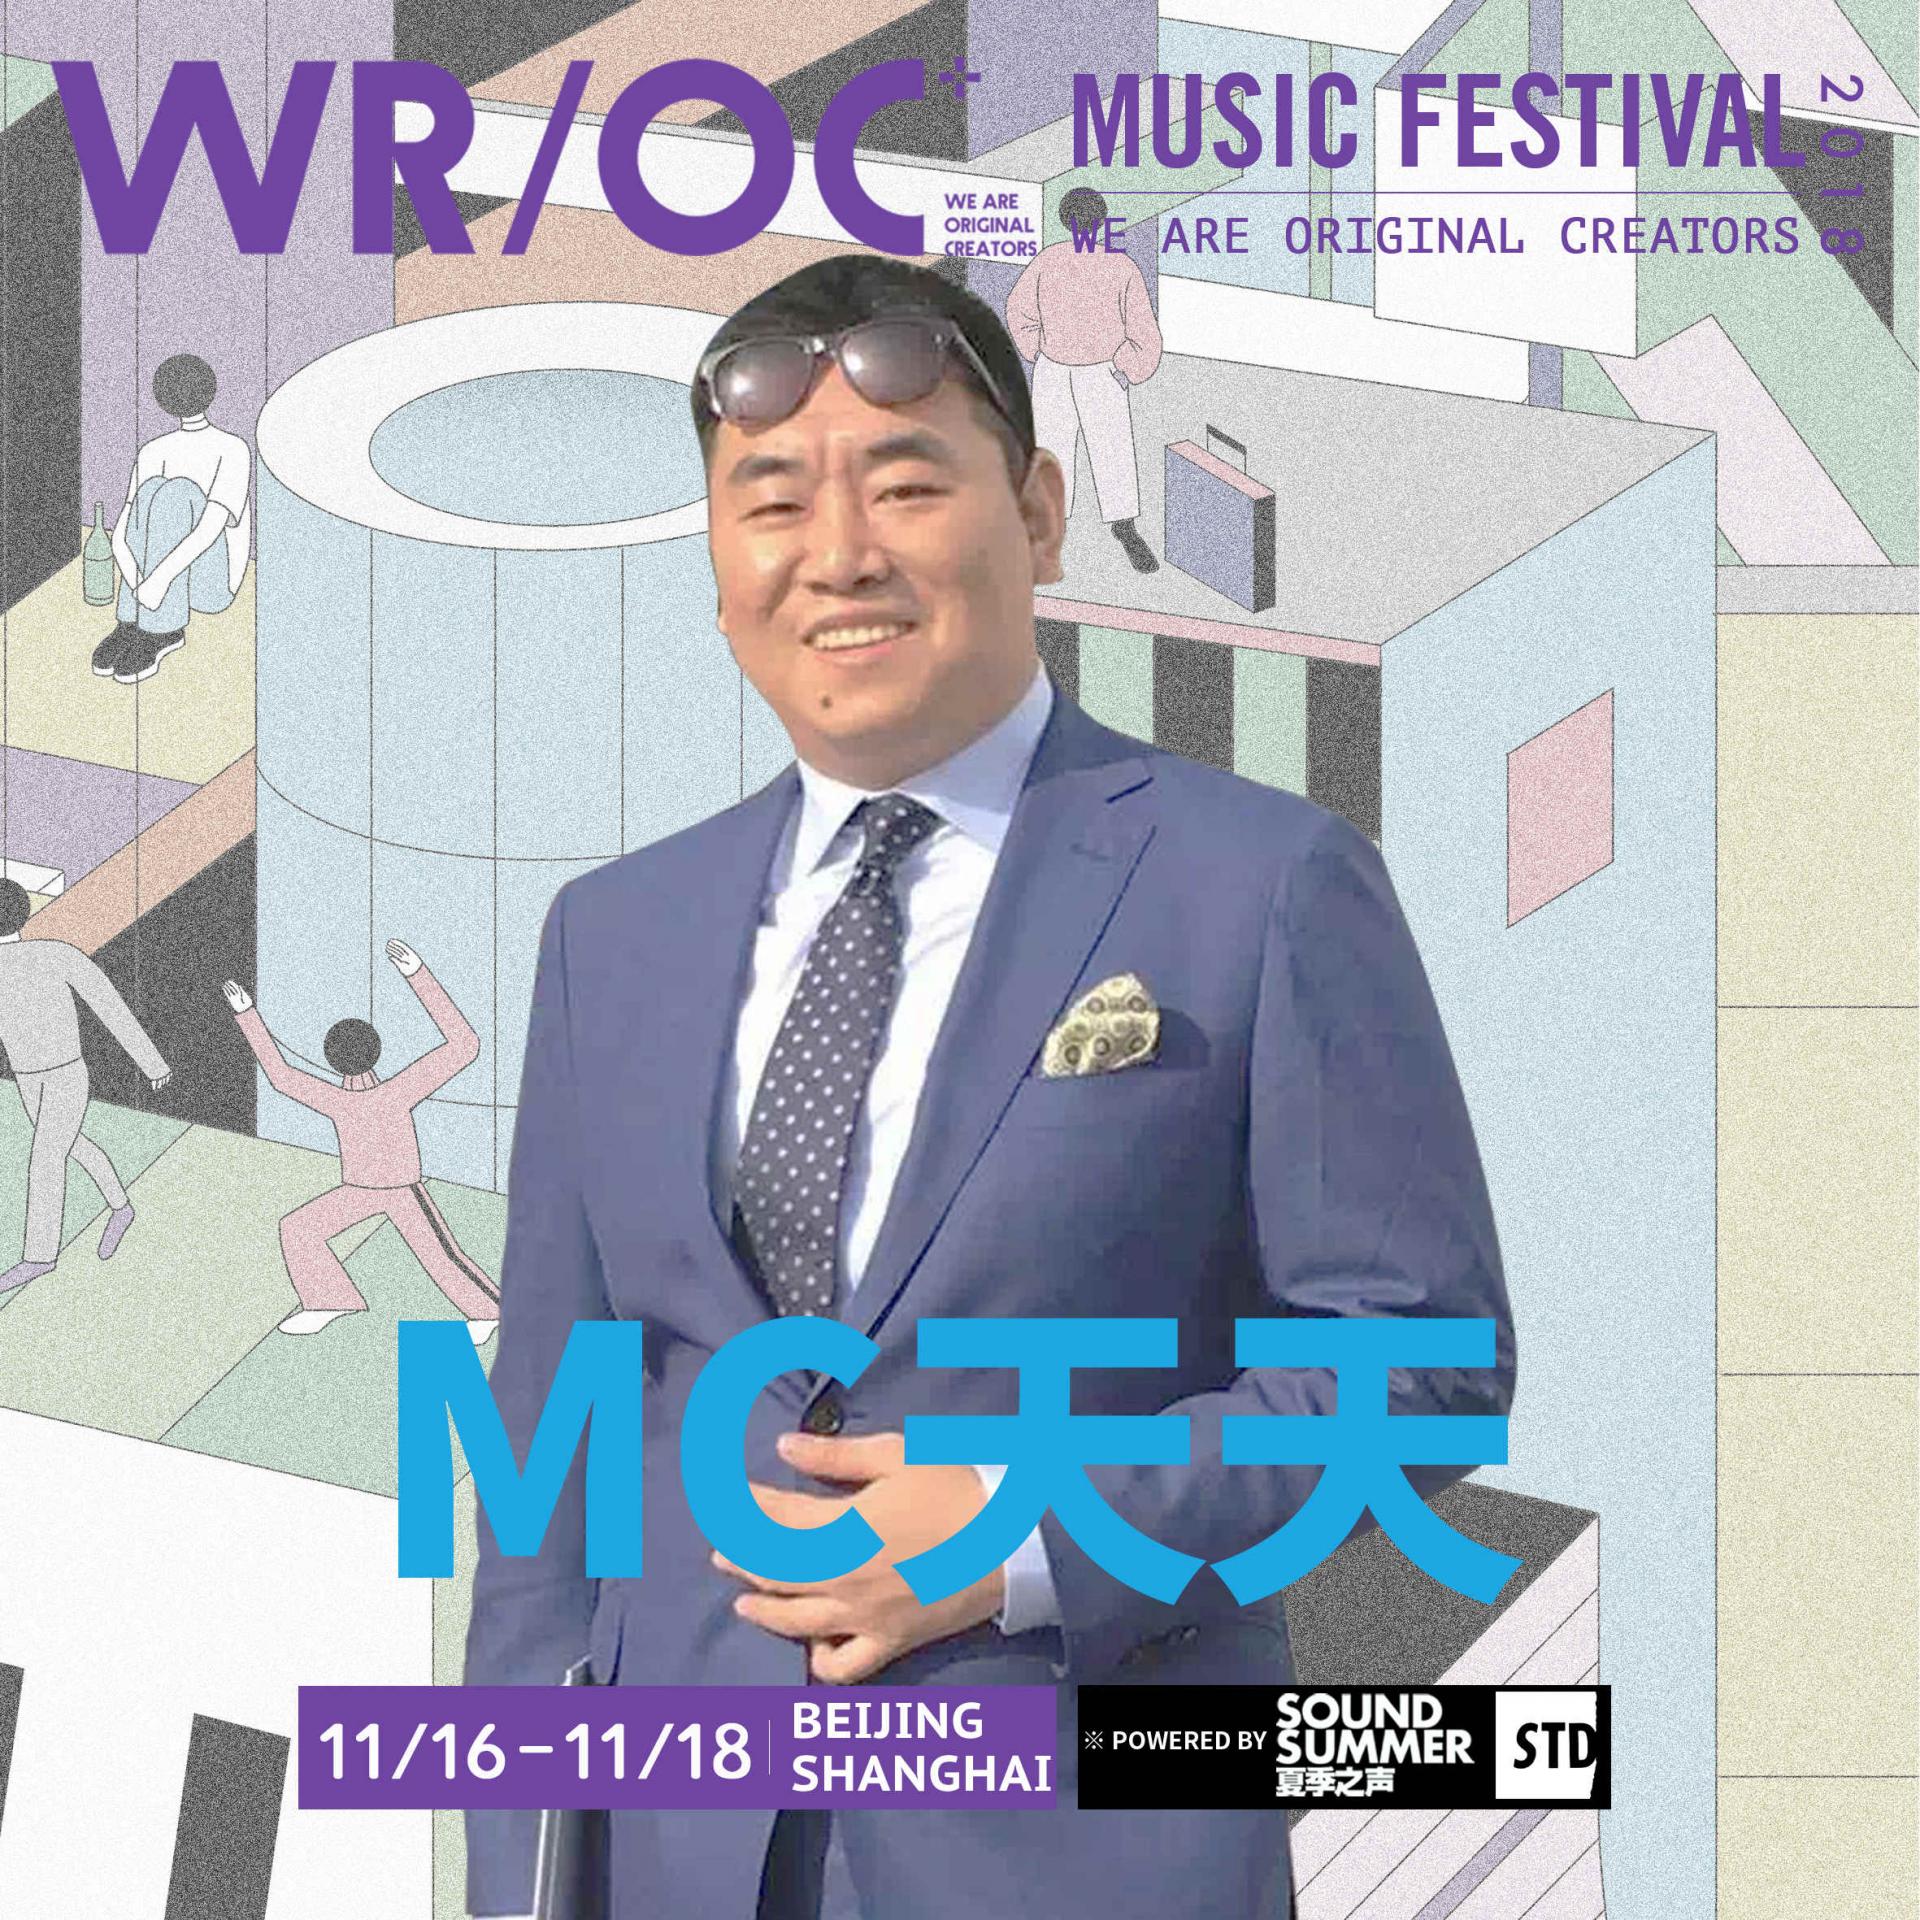 WR/OC+
WE ARE
ORIGINAL
CREATORS
MUSIC FESTIVAL
WE ARE ORIGINAL CREATORS
2018
MC天天
11/16-11/18
BEIJING
SHANGHAI
※ POWERED BY
SOUND
SUMMER
夏季之声
STD